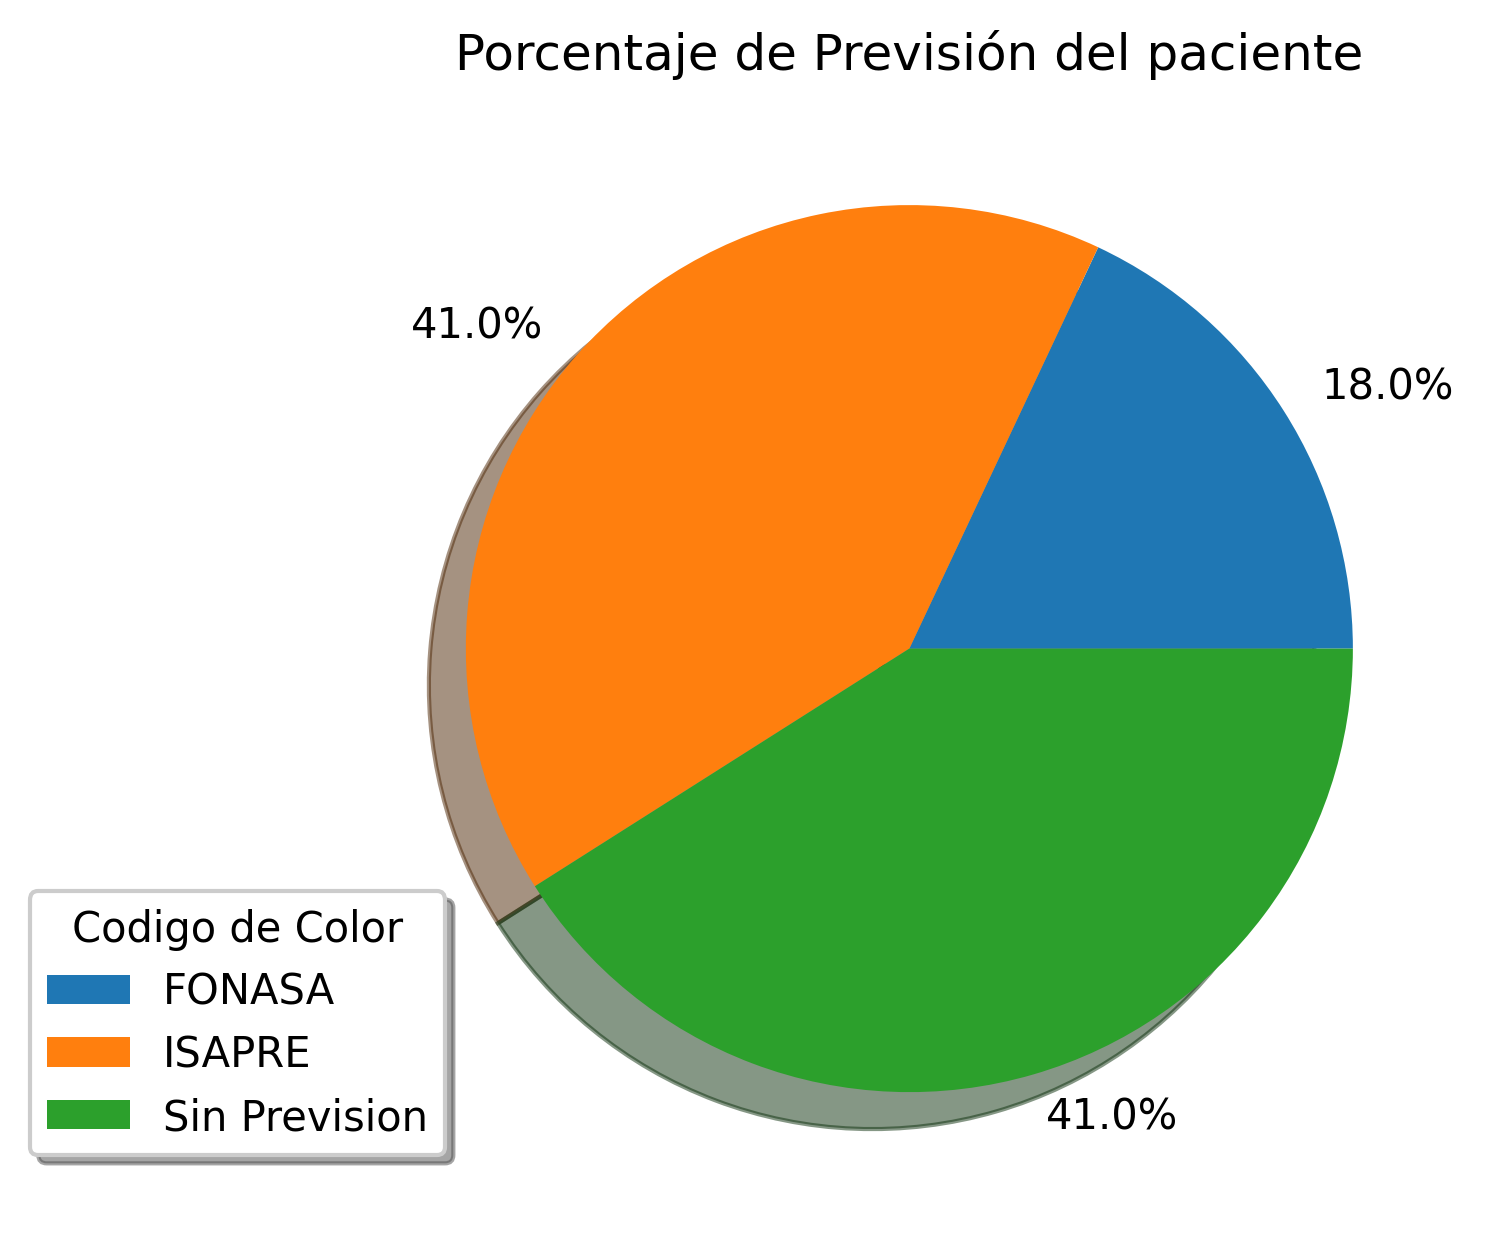 Porcentaje de Previsión del paciente
41.0%
18.0%
Codigo de Color
FONASA
ISAPRE
Sin Prevision
41.0%